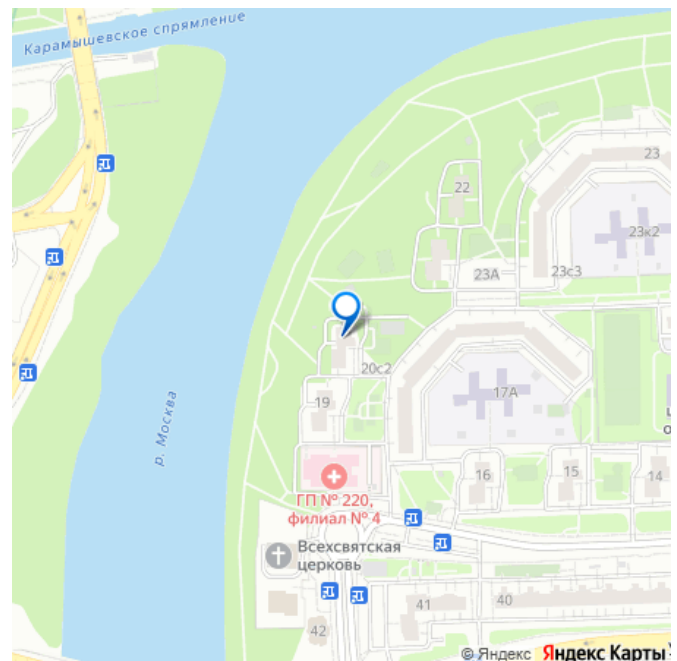 Карамышевское спрямление
23
22
23к2
23А
23с3
20с2
19
17А
р. Москва
16
15
14
ГП № 220,
филиал № 4
Всехсвятская
церковь
41
40
42
© Яндекс Яндекс Карты